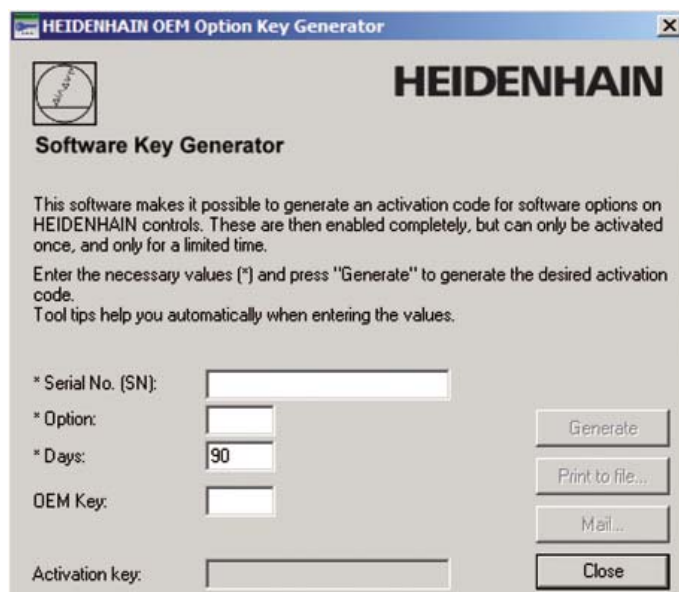 HEIDENHAIN OEM Option Key Generator
HEIDENHAIN
Software Key Generator
This software makes it possible to generate an activation code for software options on
HEIDENHAIN controls. These are then enabled completely, but can only be activated
once, and only for a limited time.
Enter the necessary values (*) and press "Generate" to generate the desired activation
code.
Tool tips help you automatically when entering the values.
* Serial No. (SN):
* Option:
Generate
* Days: 90
Print to file...
OEM Key:
Mail...
Activation key:
Close